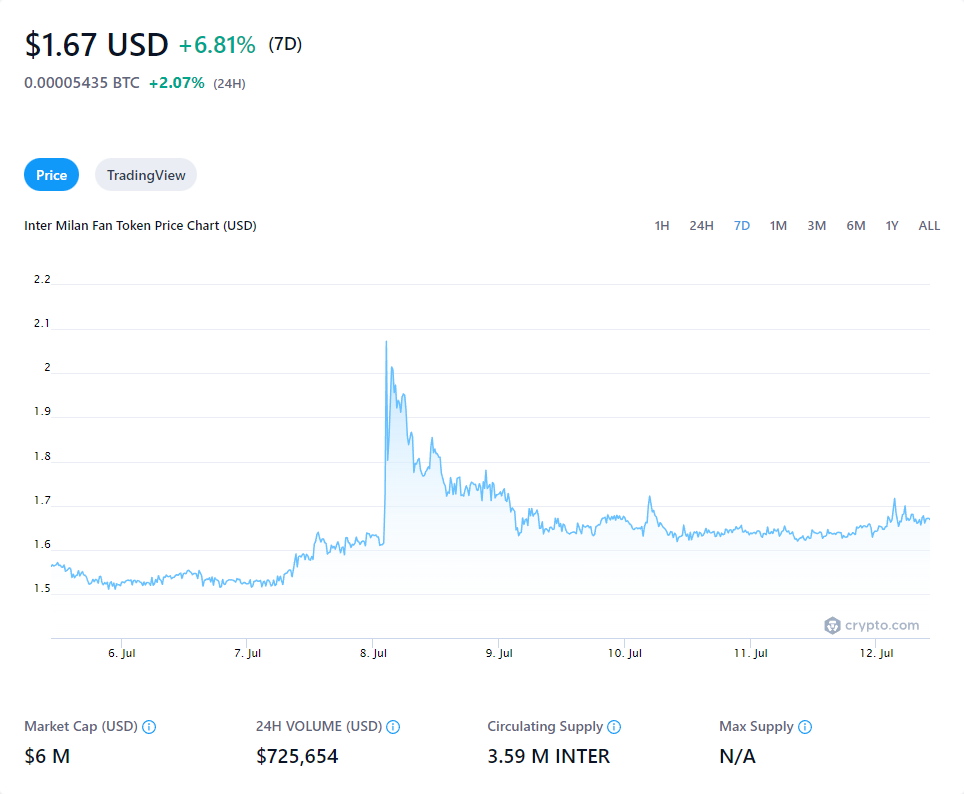 $1.67 USD +6.81% (7D)
0.00005435 BTC +2.07% (24H)
Price TradingView
Inter Milan Fan Token Price Chart (USD) 1H 24H 7D 1M 3M 6M 1Y ALL
2.2
2.1
2
1.9
1.8
1.7
1.6
1.5
crypto.com
6. Jul 7. Jul 8. Jul 9. Jul 10. Jul 11. Jul 12. Jul
Market Cap (USD) 24H VOLUME (USD) Circulating Supply Max Supply
$6 M $725,654 3.59 M INTER N/A